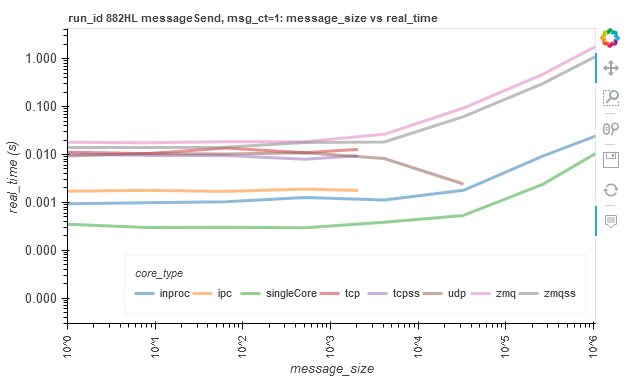 run_id 882HL messageSend, msg_ct=1: message_size vs real_time
1.000
0.100
0.010
0.001
0.000
0.000
real_time (s)
core_type
inproc ipc singleCore tcp tcpss udp zmq zmqss
10^0 10^1 10^2 10^3 10^4 10^5 10^6
message_size